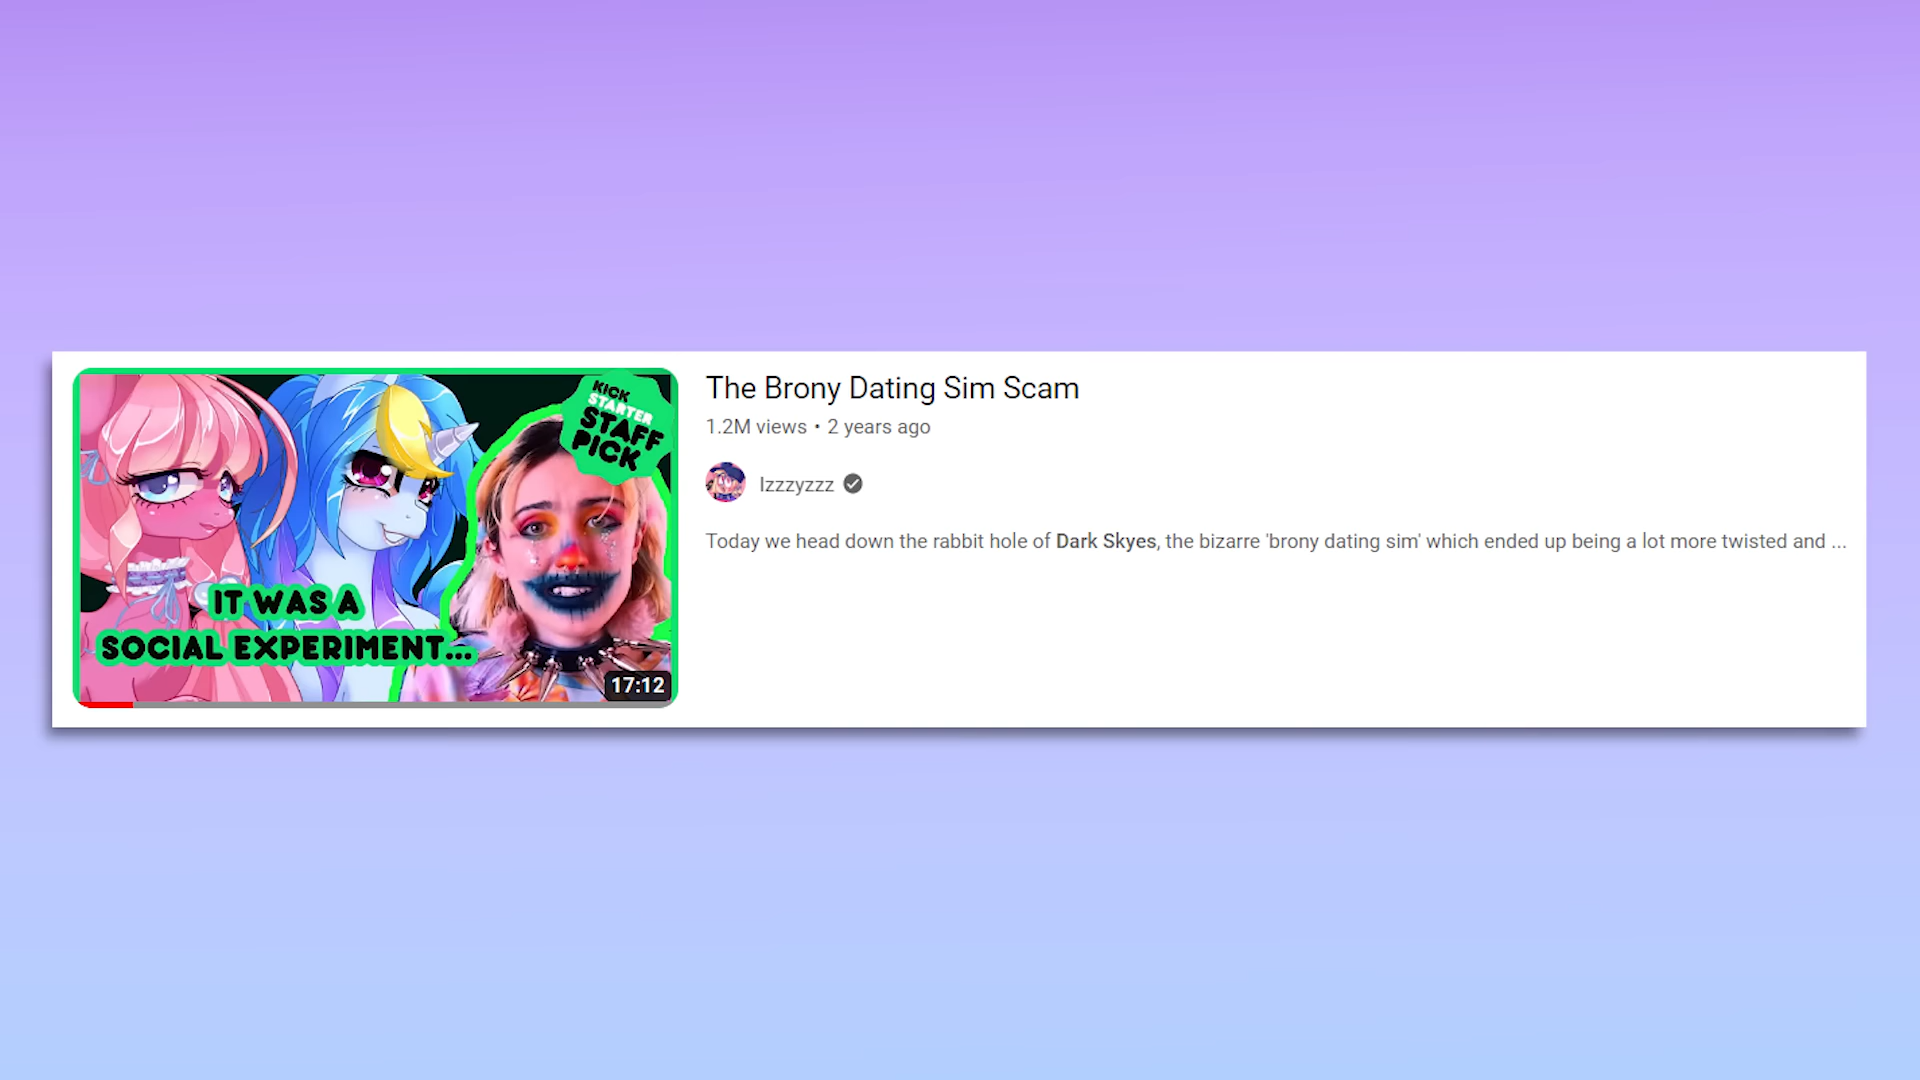 KICK
STARTER
STAFF
PICK
IT WAS A
SOCIAL EXPERIMENT...
17:12
The Brony Dating Sim Scam
1.2M views • 2 years ago
Izzzyzzz
Today we head down the rabbit hole of Dark Skyes, the bizarre 'brony dating sim' which ended up being a lot more twisted and ...